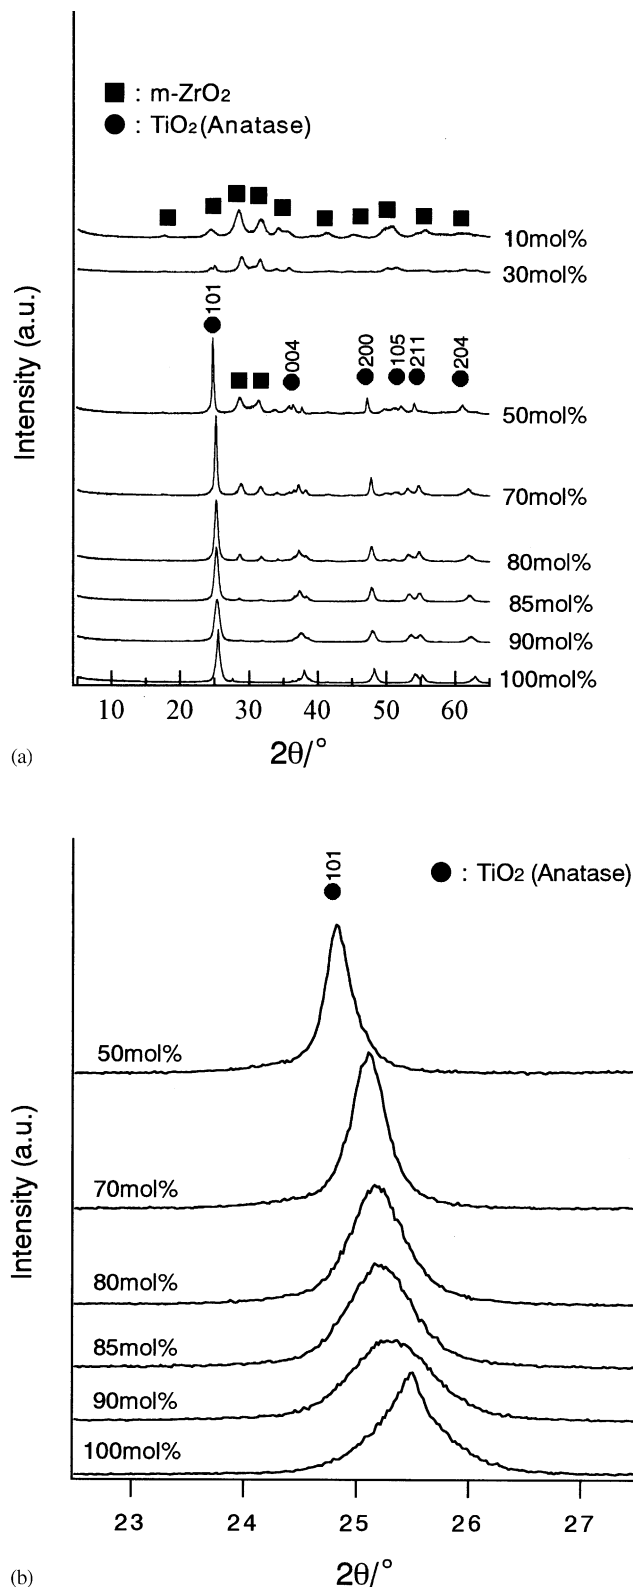 ■ : m-ZrO2
● : TiO2 (Anatase)
10mol%
30mol%
101
004
200
105
211
204
50mol%
70mol%
80mol%
85mol%
90mol%
100mol%
Intensity (a.u.)
10 20 30 40 50 60
2θ/°
(a)
101
● : TiO2 (Anatase)
50mol%
70mol%
80mol%
85mol%
90mol%
100mol%
Intensity (a.u.)
23 24 25 26 27
2θ/°
(b)